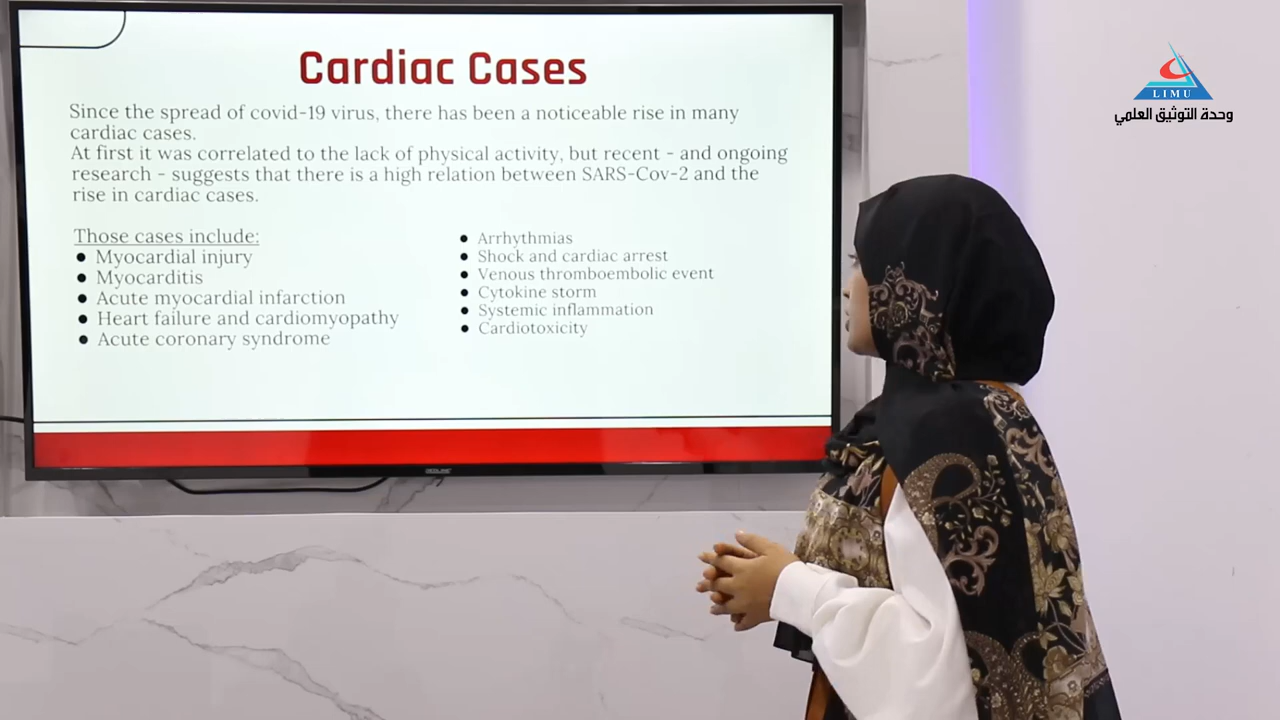 Cardiac Cases
Since the spread of covid-19 virus, there has been a noticeable rise in many
cardiac cases.
At first it was correlated to the lack of physical activity, but recent - and ongoing
research - suggests that there is a high relation between SARS-Cov-2 and the
rise in cardiac cases.
Those cases include:
● Myocardial injury
● Myocarditis
● Acute myocardial infarction
● Heart failure and cardiomyopathy
● Acute coronary syndrome
● Arrhythmias
● Shock and cardiac arrest
● Venous thromboembolic event
● Cytokine storm
● Systemic inflammation
● Cardiotoxicity
LIMU
وحدة التوثيق العلمي